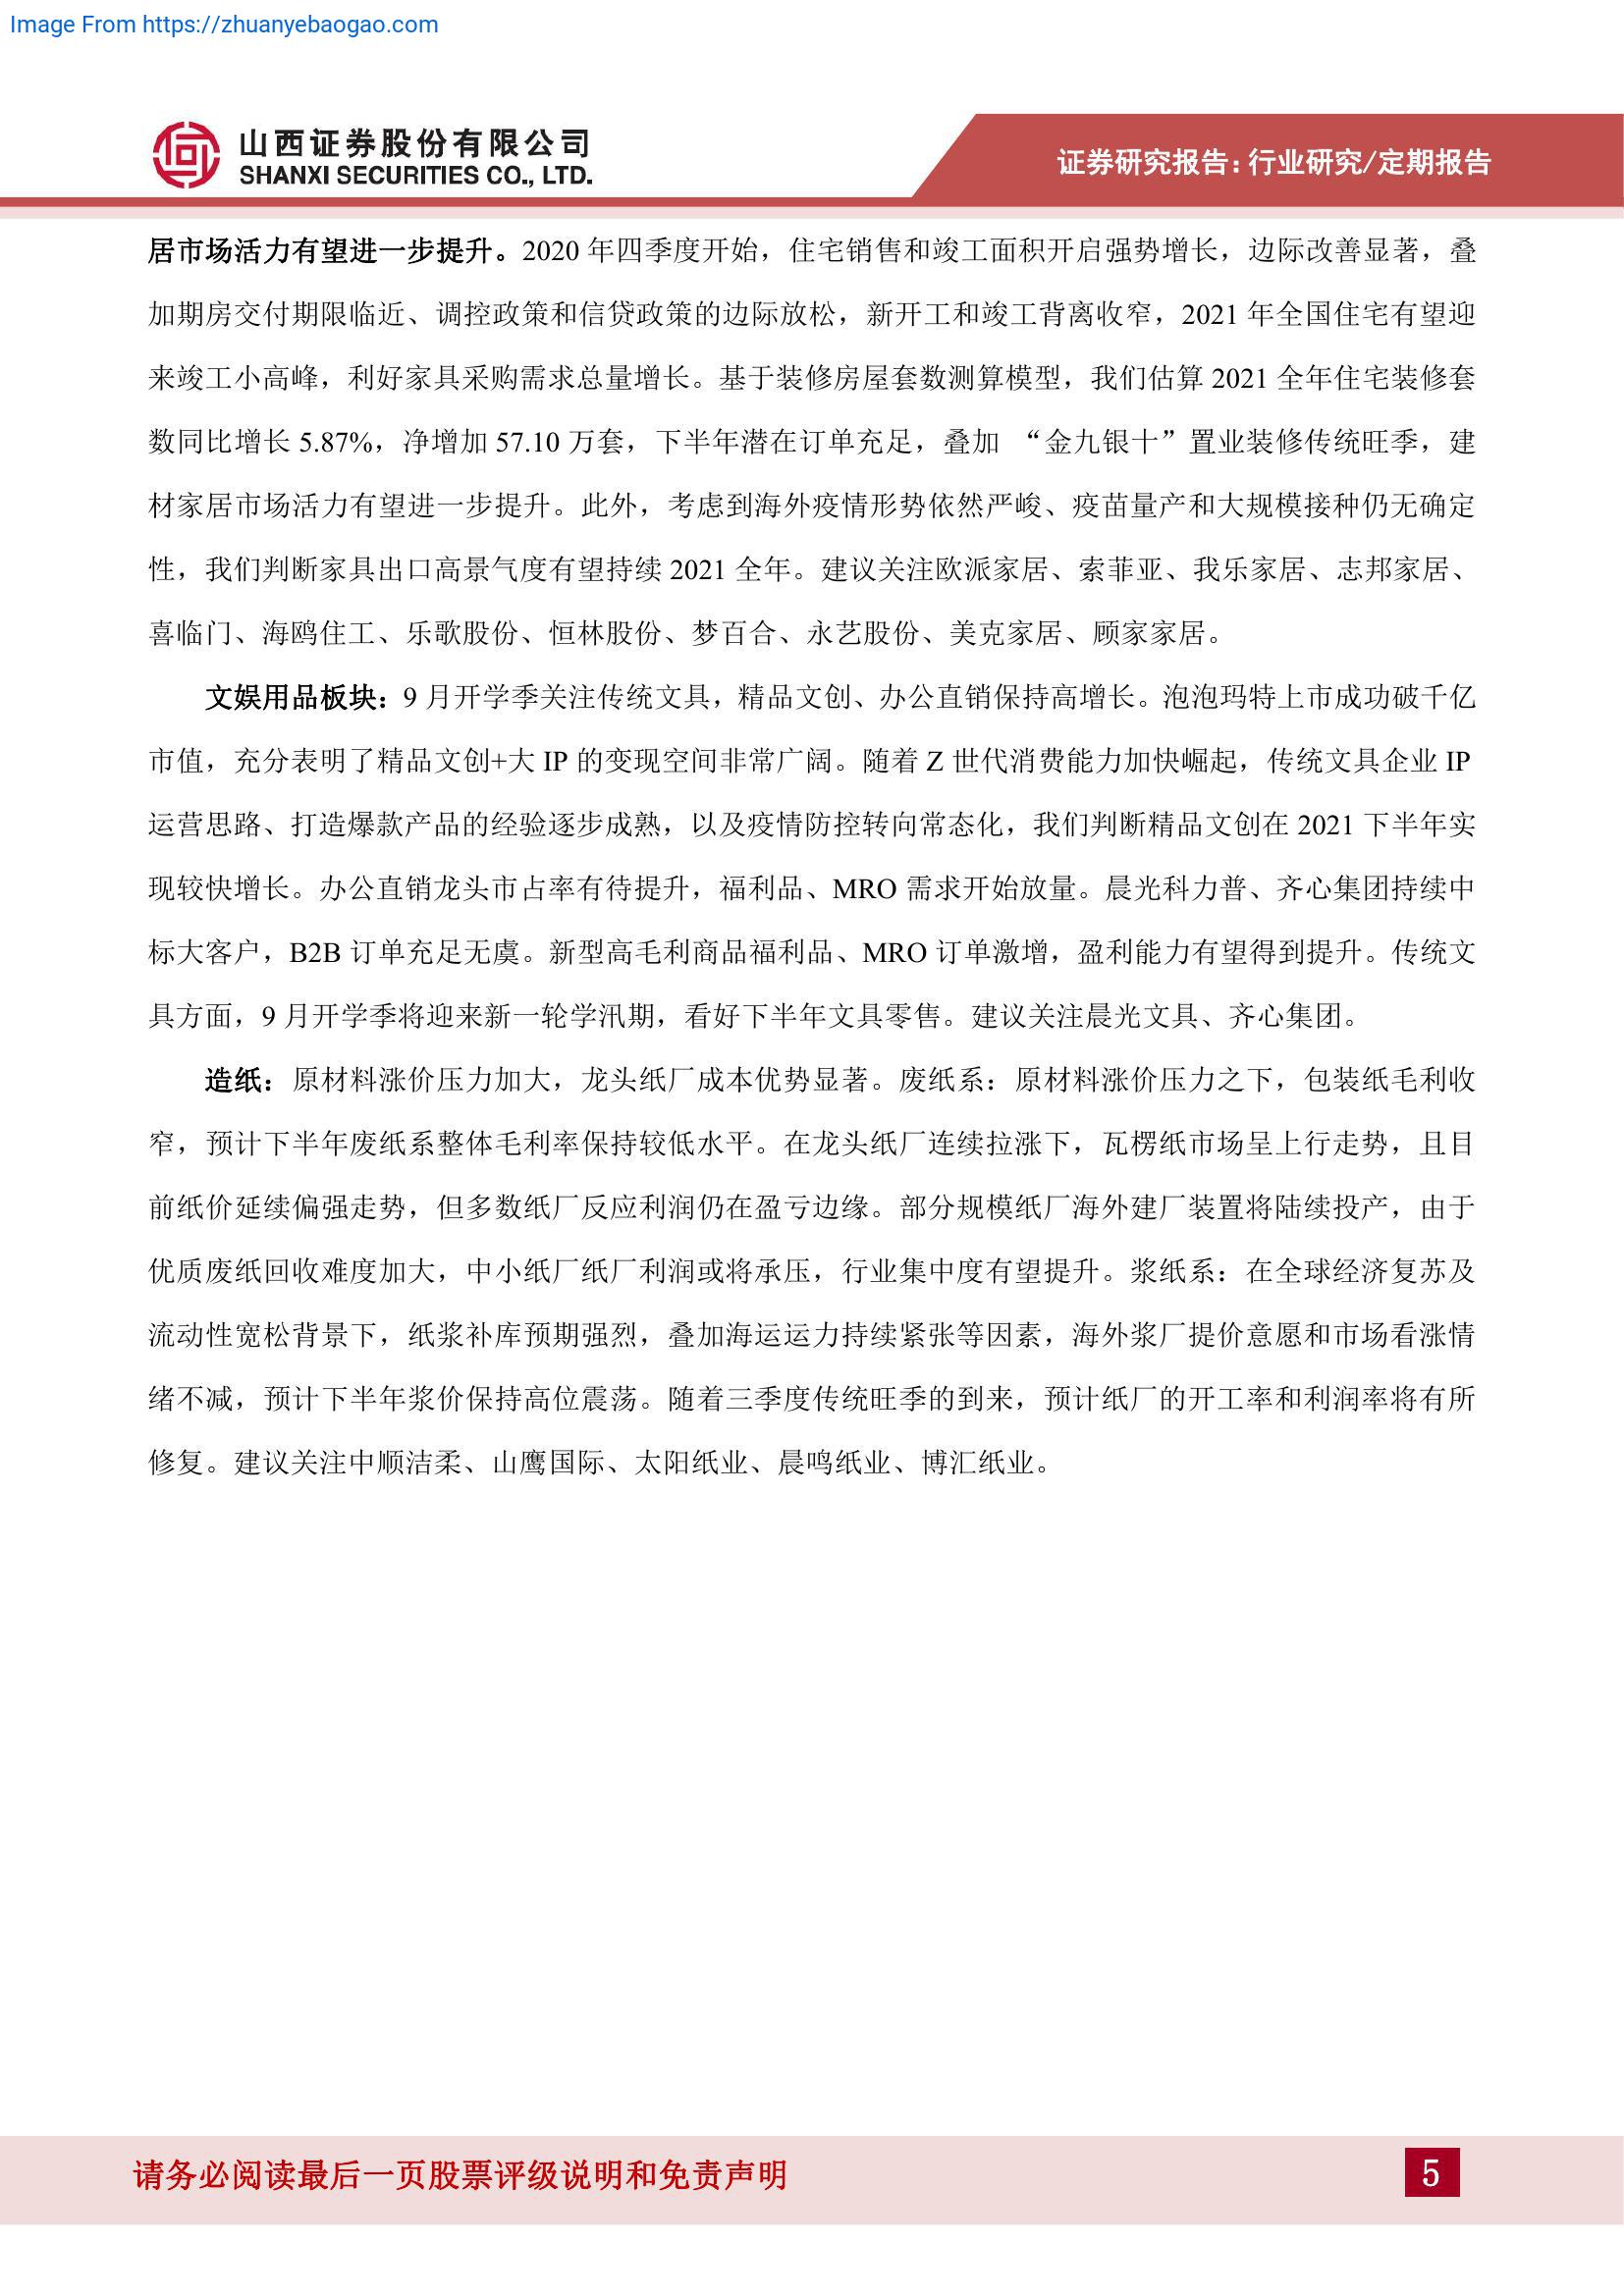 Image From https://zhuanyebaogao.com
山西证券股份有限公司
SHANXI SECURITIES CO., LTD.
证券研究报告：行业研究/定期报告
居市场活力有望进一步提升。2020 年四季度开始，住宅销售和竣工面积开启强势增长，边际改善显著，叠
加期房交付期限临近、调控政策和信贷政策的边际放松，新开工和竣工背离收窄，2021 年全国住宅有望迎
来竣工小高峰，利好家具采购需求总量增长。基于装修房屋套数测算模型，我们估算 2021 全年住宅装修套
数同比增长 5.87%，净增加 57.10 万套，下半年潜在订单充足，叠加 “金九银十”置业装修传统旺季，建
材家居市场活力有望进一步提升。此外，考虑到海外疫情形势依然严峻、疫苗量产和大规模接种仍无确定
性，我们判断家具出口高景气度有望持续 2021 全年。建议关注欧派家居、索菲亚、我乐家居、志邦家居、
喜临门、海鸥住工、乐歌股份、恒林股份、梦百合、永艺股份、美克家居、顾家家居。
文娱用品板块：9 月开学季关注传统文具，精品文创、办公直销保持高增长。泡泡玛特上市成功破千亿
市值，充分表明了精品文创+大 IP 的变现空间非常广阔。随着 Z 世代消费能力加快崛起，传统文具企业 IP
运营思路、打造爆款产品的经验逐步成熟，以及疫情防控转向常态化，我们判断精品文创在 2021 下半年实
现较快增长。办公直销龙头市占率有待提升，福利品、MRO 需求开始放量。晨光科力普、齐心集团持续中
标大客户，B2B 订单充足无虞。新型高毛利商品福利品、MRO 订单激增，盈利能力有望得到提升。传统文
具方面，9 月开学季将迎来新一轮学汛期，看好下半年文具零售。建议关注晨光文具、齐心集团。
造纸：原材料涨价压力加大，龙头纸厂成本优势显著。废纸系：原材料涨价压力之下，包装纸毛利收
窄，预计下半年废纸系整体毛利率保持较低水平。在龙头纸厂连续拉涨下，瓦楞纸市场呈上行走势，且目
前纸价延续偏强走势，但多数纸厂反应利润仍在盈亏边缘。部分规模纸厂海外建厂装置将陆续投产，由于
优质废纸回收难度加大，中小纸厂纸厂利润或将承压，行业集中度有望提升。浆纸系：在全球经济复苏及
流动性宽松背景下，纸浆补库预期强烈，叠加海运运力持续紧张等因素，海外浆厂提价意愿和市场看涨情
绪不减，预计下半年浆价保持高位震荡。随着三季度传统旺季的到来，预计纸厂的开工率和利润率将有所
修复。建议关注中顺洁柔、山鹰国际、太阳纸业、晨鸣纸业、博汇纸业。
请务必阅读最后一页股票评级说明和免责声明
5